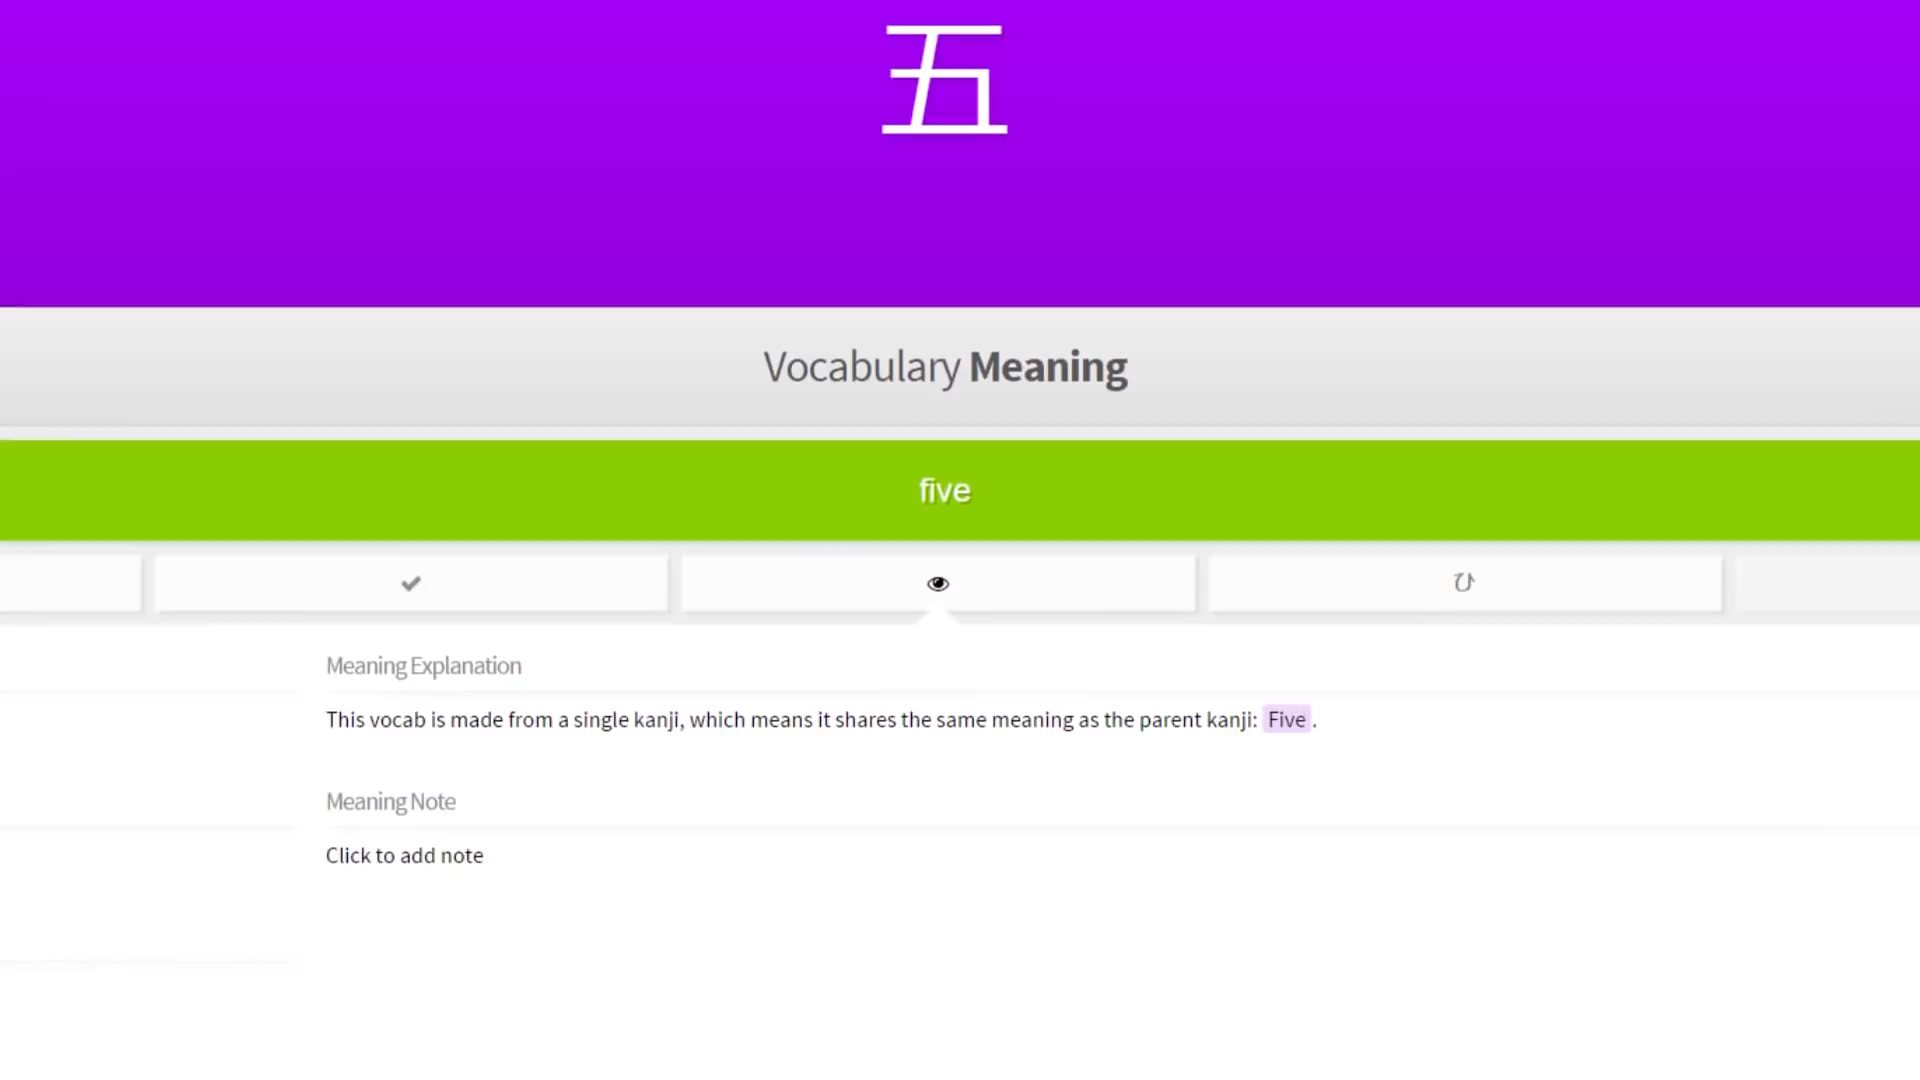 五
Vocabulary Meaning
five
ひ
Meaning Explanation
This vocab is made from a single kanji, which means it shares the same meaning as the parent kanji: Five.
Meaning Note
Click to add note